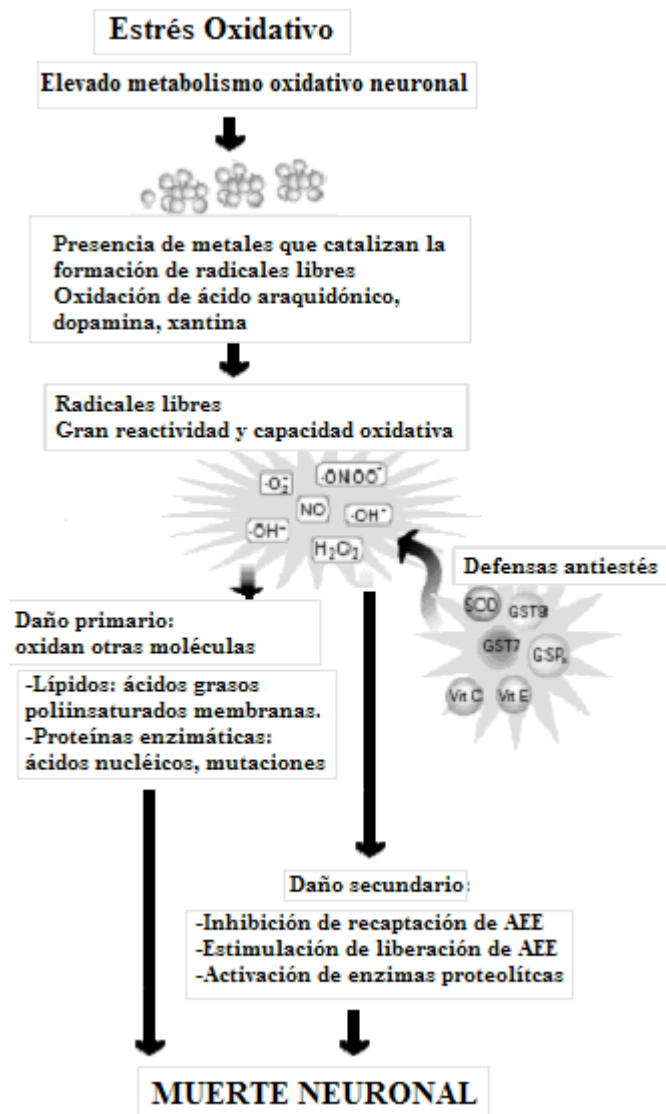 Estrés Oxidativo
Elevado metabolismo oxidativo neuronal
Presencia de metales que catalizan la
formación de radicales libres
Oxidación de ácido araquidónico,
dopamina, xantina
Radicales libres
Gran reactividad y capacidad oxidativa
·O₂⁻
·ONOO⁻
NO
·OH⁻
·OH⁻
H₂O₂
Defensas antiestés
SOD
GST7
Vit C
Vit E
Daño primario:
oxidan otras moléculas
-Lípidos: ácidos grasos
poliinsaturados membranas.
-Proteínas enzimáticas:
ácidos nucléicos, mutaciones
Daño secundario:
-Inhibición de recaptación de AEE
-Estimulación de liberación de AEE
-Activación de enzimas proteolítcas
MUERTE NEURONAL